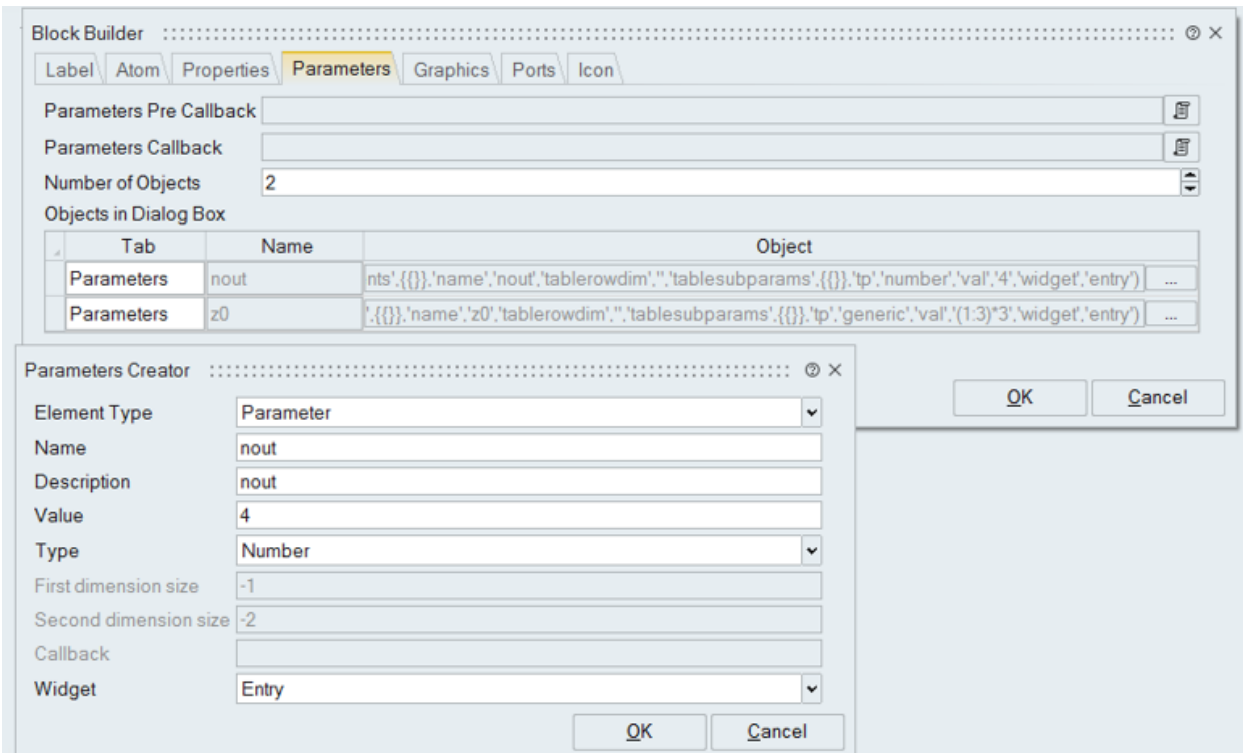 Block Builder
Label Atom Properties Parameters Graphics Ports Icon
Parameters Pre Callback
Parameters Callback
Number of Objects 2
Objects in Dialog Box
Tab Name Object
Parameters nout nts',{{}},'name','nout','tablerowdim','','tablesubparams',{{}},'tp','number','val','4','widget','entry') ...
Parameters z0 ',{{}},'name','z0','tablerowdim','','tablesubparams',{{}},'tp','generic','val','(1:3)*3','widget','entry') ...
OK Cancel
Parameters Creator
Element Type Parameter
Name nout
Description nout
Value 4
Type Number
First dimension size -1
Second dimension size -2
Callback
Widget Entry
OK Cancel